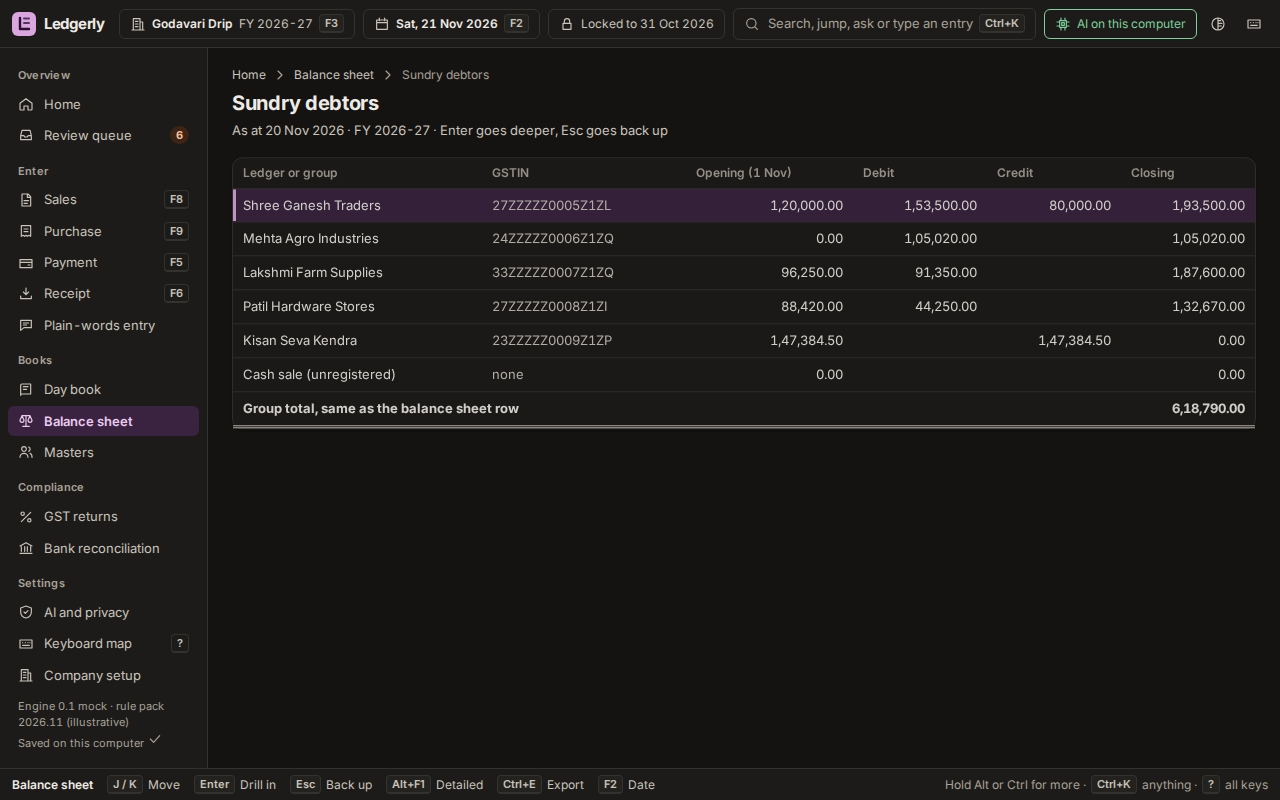 Ledgerly
Godavari Drip FY 2026-27 F3
Sat, 21 Nov 2026 F2
Locked to 31 Oct 2026
Search, jump, ask or type an entry Ctrl+K
AI on this computer
Overview
Home
Review queue 6
Enter
Sales F8
Purchase F9
Payment F5
Receipt F6
Plain-words entry
Books
Day book
Balance sheet
Masters
Compliance
GST returns
Bank reconciliation
Settings
AI and privacy
Keyboard map ?
Company setup
Engine 0.1 mock · rule pack
2026.11 (illustrative)
Saved on this computer
Home > Balance sheet > Sundry debtors
Sundry debtors
As at 20 Nov 2026 · FY 2026-27 · Enter goes deeper, Esc goes back up
Ledger or group GSTIN Opening (1 Nov) Debit Credit Closing
Shree Ganesh Traders 27ZZZZZ0005Z1ZL 1,20,000.00 1,53,500.00 80,000.00 1,93,500.00
Mehta Agro Industries 24ZZZZZ0006Z1ZQ 0.00 1,05,020.00 1,05,020.00
Lakshmi Farm Supplies 33ZZZZZ0007Z1ZQ 96,250.00 91,350.00 1,87,600.00
Patil Hardware Stores 27ZZZZZ0008Z1ZI 88,420.00 44,250.00 1,32,670.00
Kisan Seva Kendra 23ZZZZZ0009Z1ZP 1,47,384.50 1,47,384.50 0.00
Cash sale (unregistered) none 0.00 0.00
Group total, same as the balance sheet row 6,18,790.00
Balance sheet J / K Move Enter Drill in Esc Back up Alt+F1 Detailed Ctrl+E Export F2 Date
Hold Alt or Ctrl for more · Ctrl+K anything · ? all keys